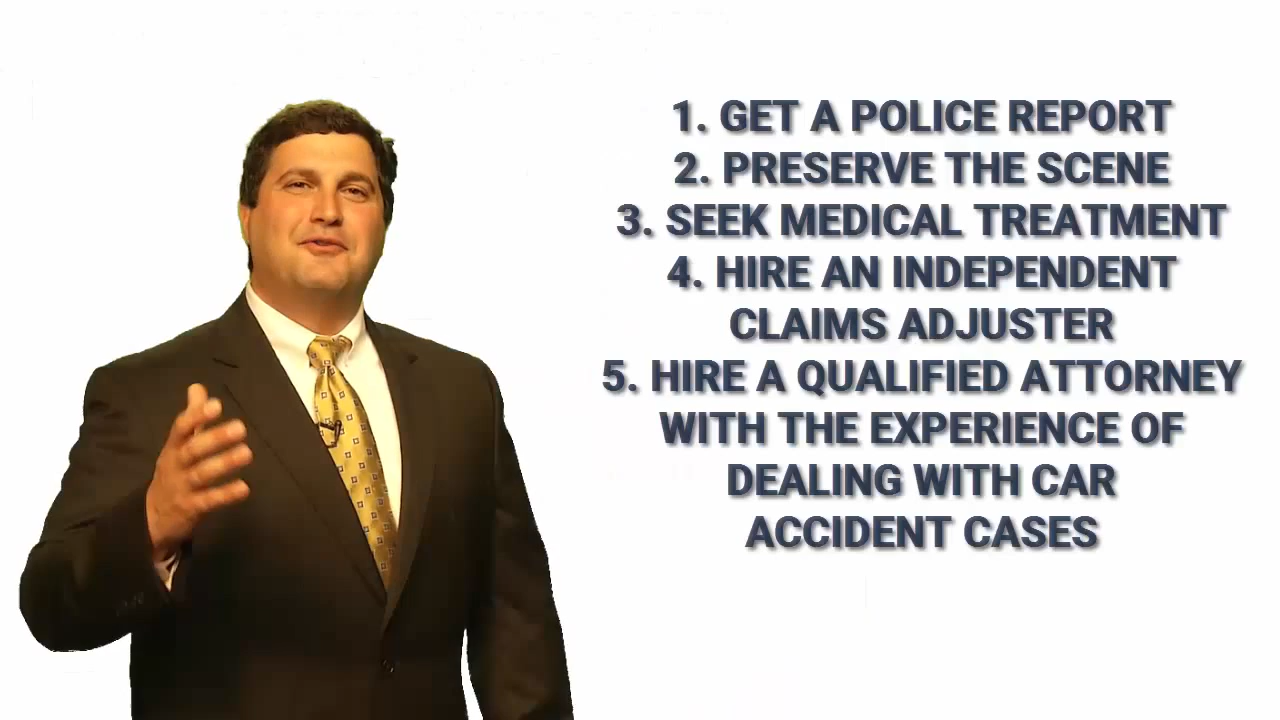 1. GET A POLICE REPORT
2. PRESERVE THE SCENE
3. SEEK MEDICAL TREATMENT
4. HIRE AN INDEPENDENT
CLAIMS ADJUSTER
5. HIRE A QUALIFIED ATTORNEY
WITH THE EXPERIENCE OF
DEALING WITH CAR
ACCIDENT CASES